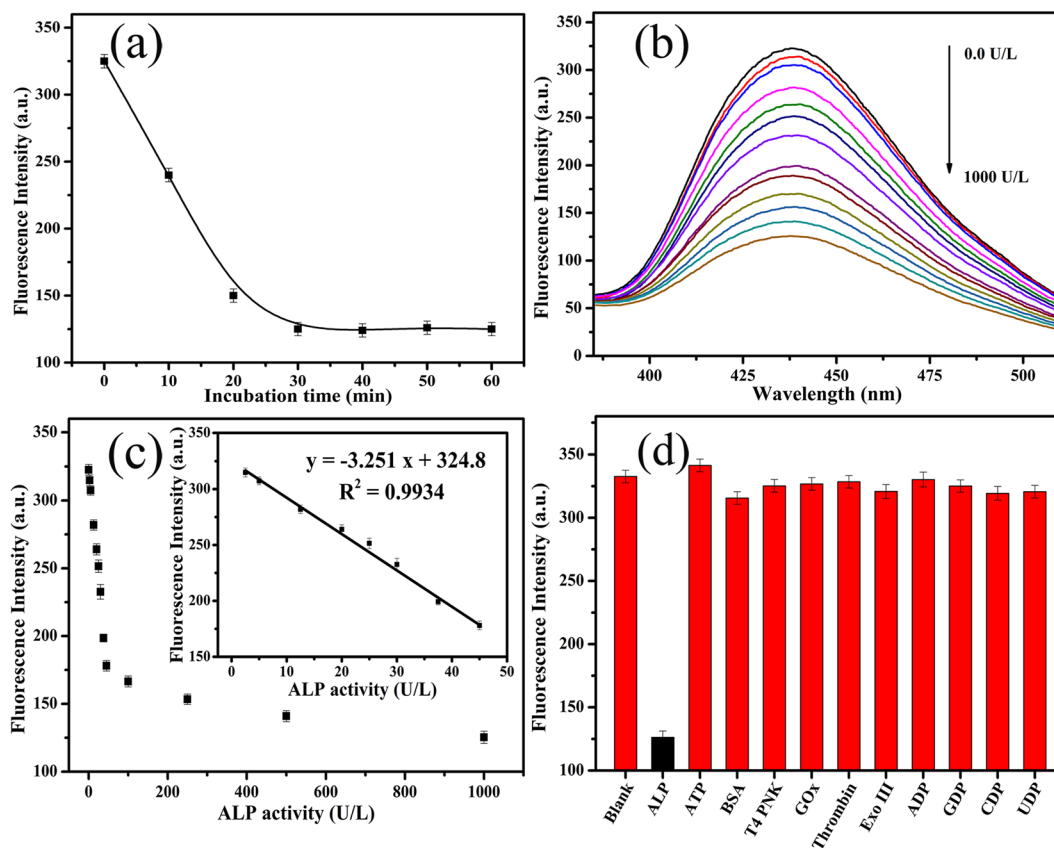 (a)
Fluorescence Intensity (a.u.)
350
300
250
200
150
100
0 10 20 30 40 50 60
Incubation time (min)
(b)
0.0 U/L
1000 U/L
Fluorescence Intensity (a.u.)
350
300
250
200
150
100
50
0
400 425 450 475 500
Wavelength (nm)
(c)
Fluorescence Intensity (a.u.)
350
300
250
200
150
100
0 200 400 600 800 1000
ALP activity (U/L)
y = -3.251 x + 324.8
R² = 0.9934
Fluorescence Intensity (a.u.)
350
300
250
200
150
0 10 20 30 40 50
ALP activity (U/L)
(d)
Fluorescence Intensity (a.u.)
350
300
250
200
150
100
Blank
ALP
ATP
BSA
T4 PNK
GOx
Thrombin
Exo III
ADP
GDP
CDP
UDP